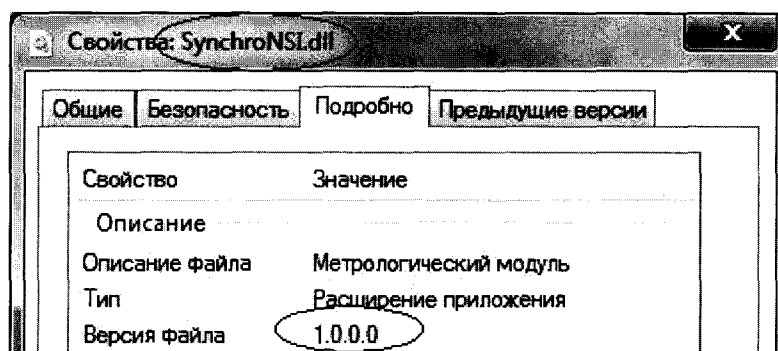 Свойства: SynchroNSI.dll
X
Общие Безопасность Подробно Предыдущие версии
Свойство Значение
Описание
Описание файла Метрологический модуль
Тип Расширение приложения
Версия файла 1.0.0.0